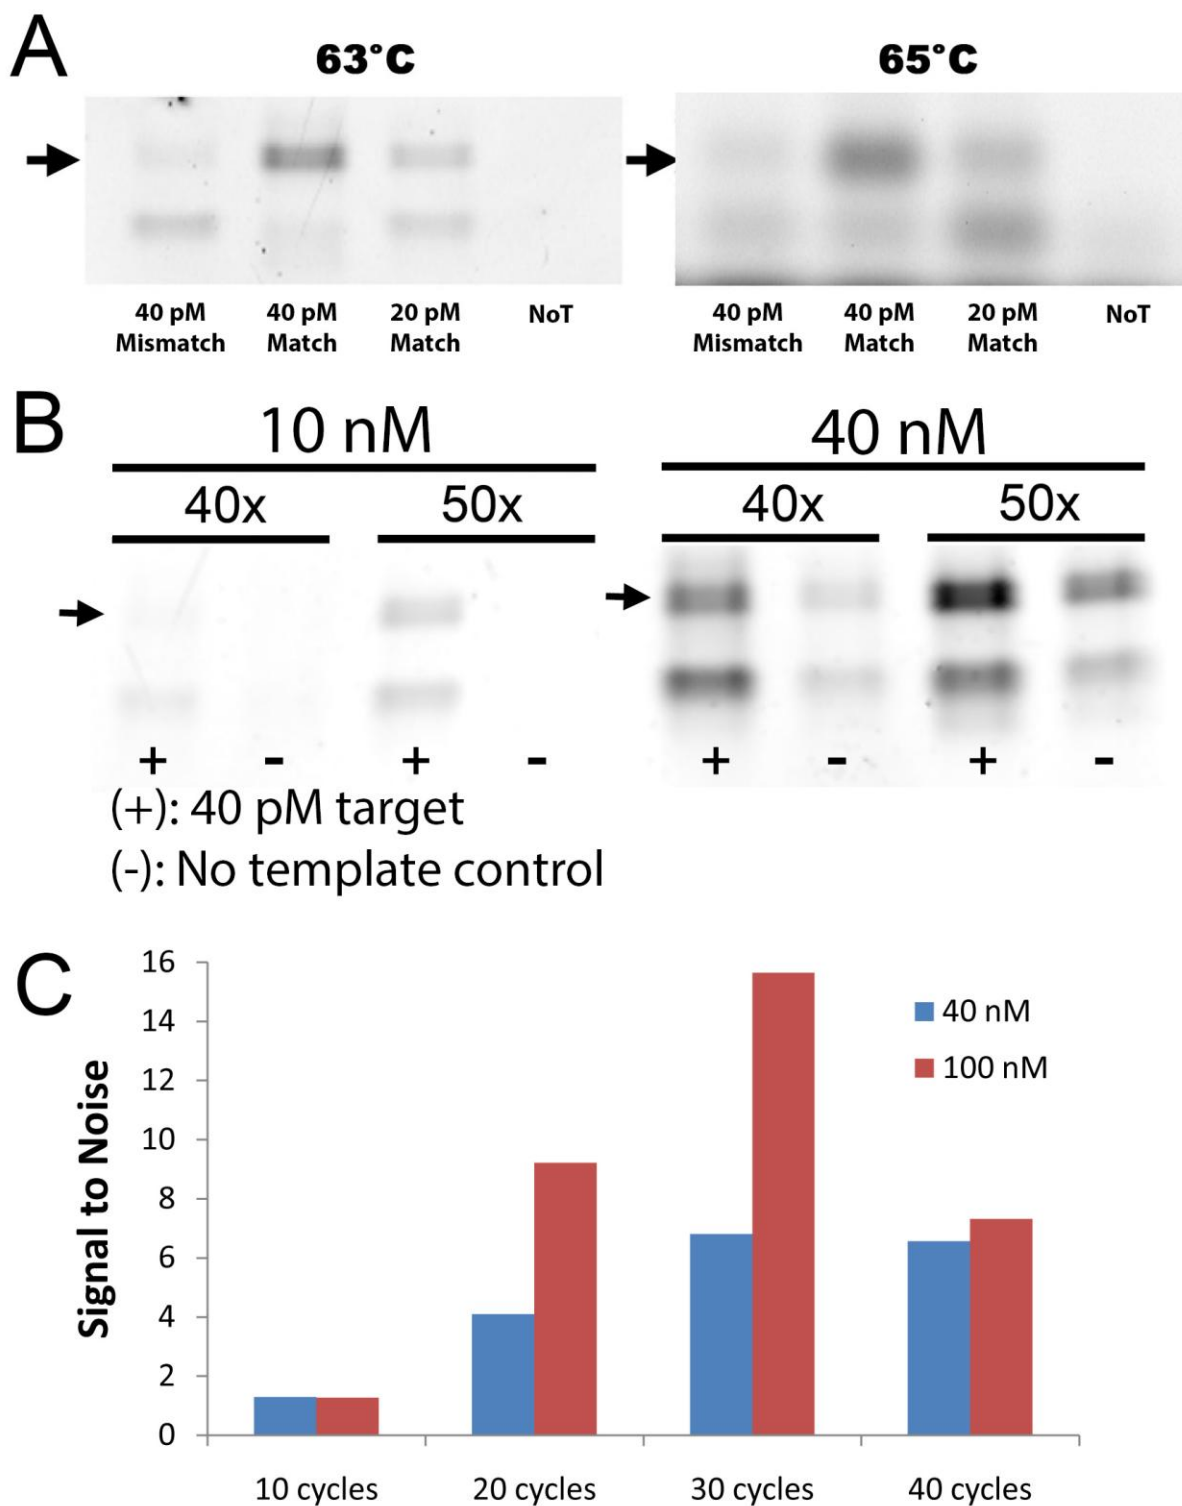 A
63°C 65°C
40 pM 40 pM 20 pM NoT 40 pM 40 pM 20 pM NoT
Mismatch Match Match Mismatch Match Match
B
10 nM 40 nM
40x 50x 40x 50x
+ - + - + - + -
(+): 40 pM target
(-): No template control
C
16
14
12
10
8
6
4
2
0
Signal to Noise
40 nM
100 nM
10 cycles 20 cycles 30 cycles 40 cycles